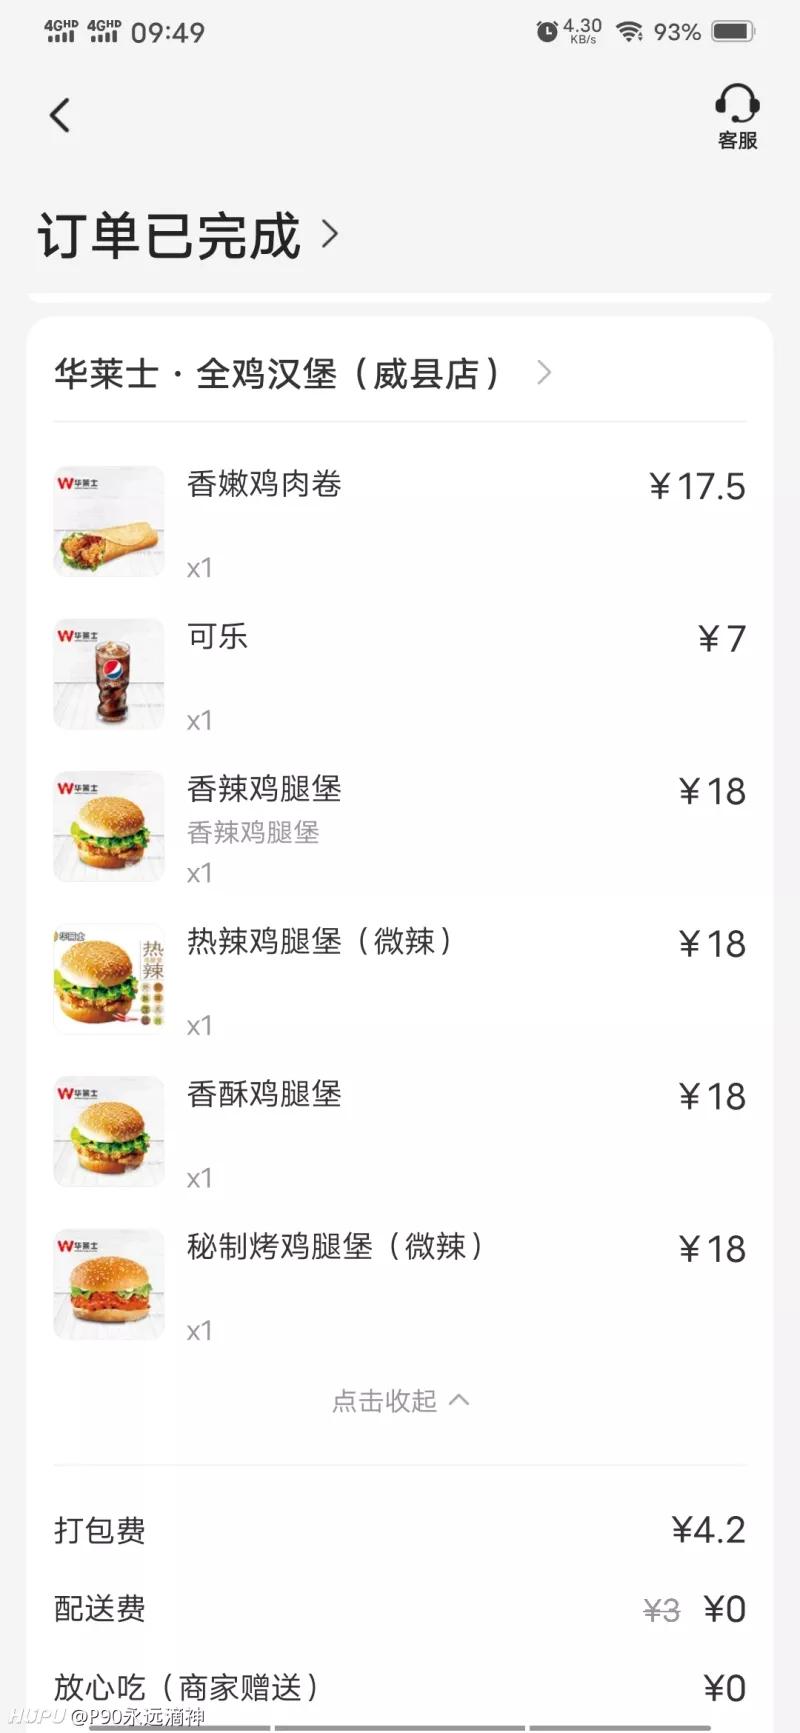 4GHD 4GHD 09:49 4.30 KB/s 93%
客服
订单已完成
华莱士·全鸡汉堡（威县店）
W华莱士
香嫩鸡肉卷 ￥17.5
x1
W华莱士
可乐 ￥7
x1
W华莱士
香辣鸡腿堡 ￥18
香辣鸡腿堡
x1
华莱士
热辣
热辣鸡腿堡（微辣） ￥18
x1
W华莱士
香酥鸡腿堡 ￥18
x1
W华莱士
秘制烤鸡腿堡（微辣） ￥18
x1
点击收起
打包费 ¥4.2
配送费 ¥3 ¥0
放心吃（商家赠送） ¥0
HUPU @P90永远滴神